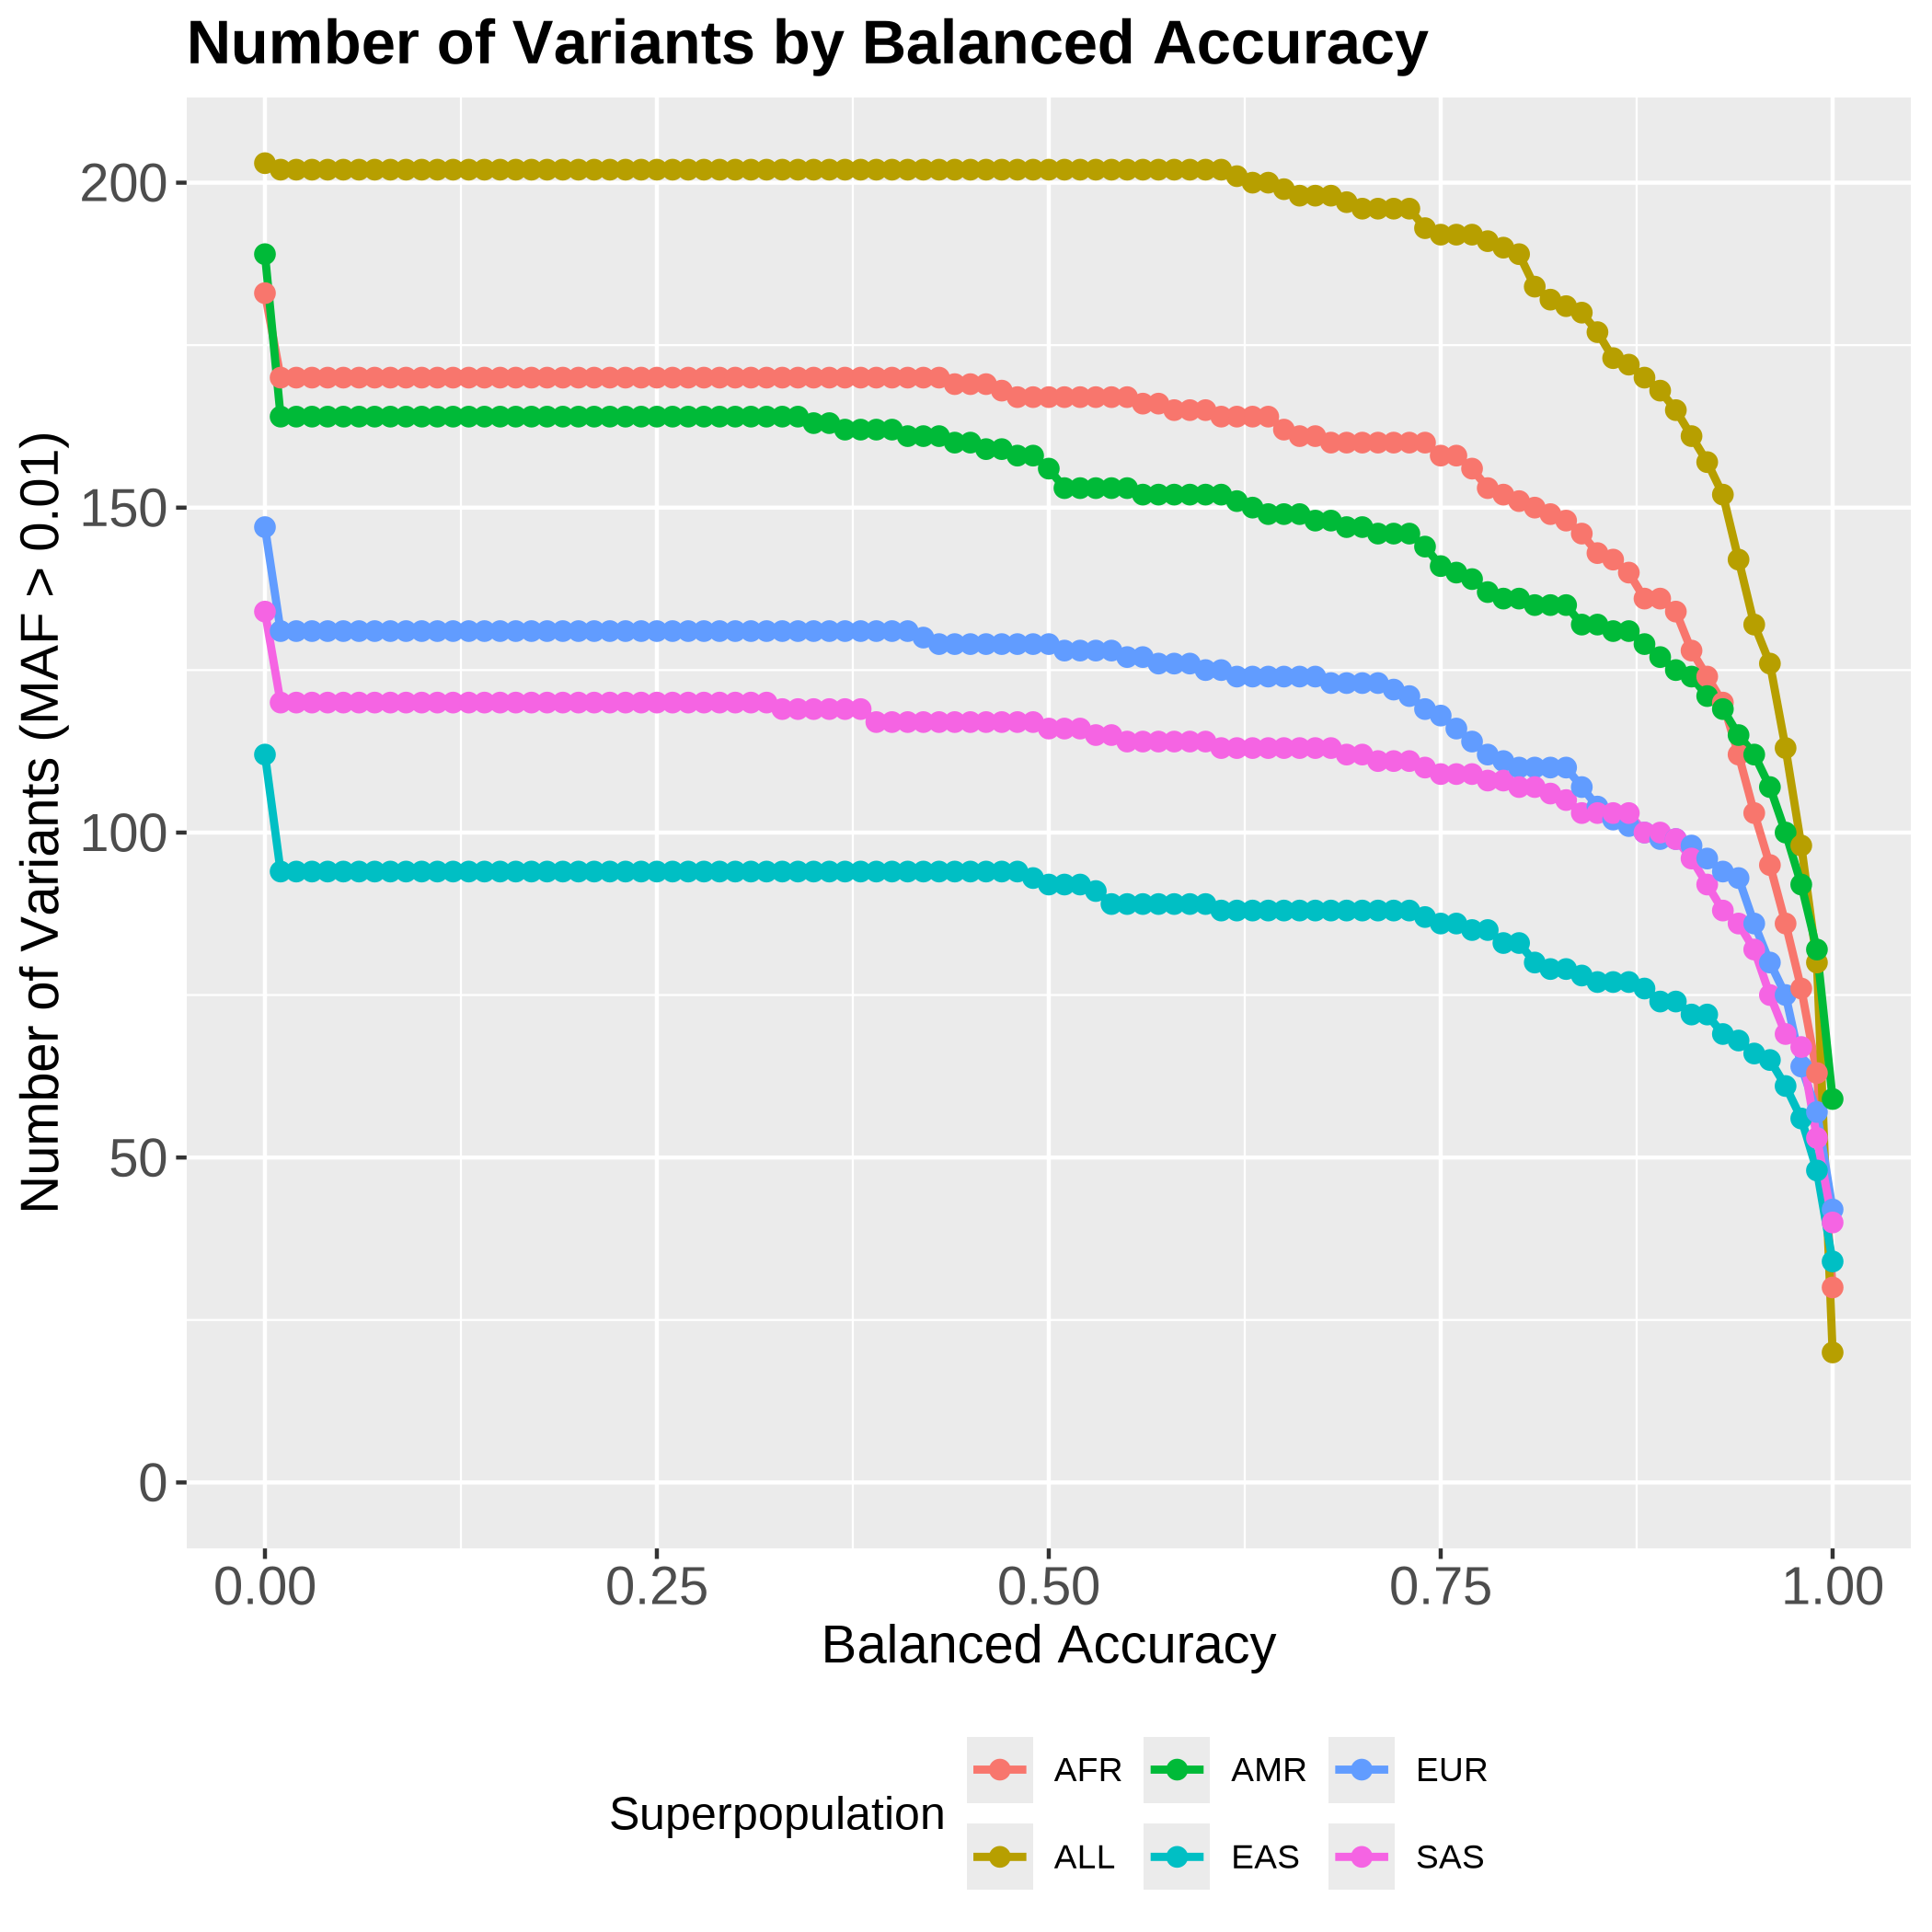 Number of Variants by Balanced Accuracy
Number of Variants (MAF > 0.01)
200
150
100
50
0
0.00 0.25 0.50 0.75 1.00
Balanced Accuracy
Superpopulation
AFR AMR EUR
ALL EAS SAS